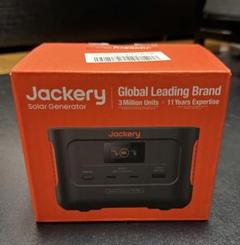 Jackery
Solar Generator
Global Leading Brand
3 Million Units • 11 Years Expertise
Jackery